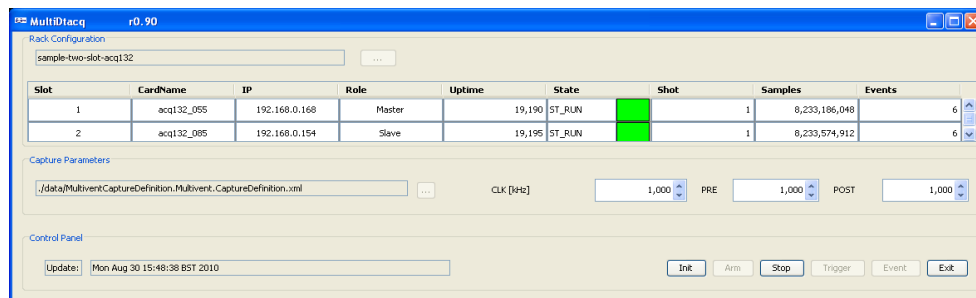 MultiDtacq r0.90
Rack Configuration
sample-two-slot-acq132 ...
Slot CardName IP Role Uptime State Shot Samples Events
1 acq132_055 192.168.0.168 Master 19,190 ST_RUN 1 8,233,186,048 6
2 acq132_085 192.168.0.154 Slave 19,195 ST_RUN 1 8,233,574,912 6
Capture Parameters
./data/MultiventCaptureDefinition.Multivent.CaptureDefinition.xml ... CLK [kHz] 1,000 PRE 1,000 POST 1,000
Control Panel
Update: Mon Aug 30 15:48:38 BST 2010 Init Arm Stop Trigger Event Exit